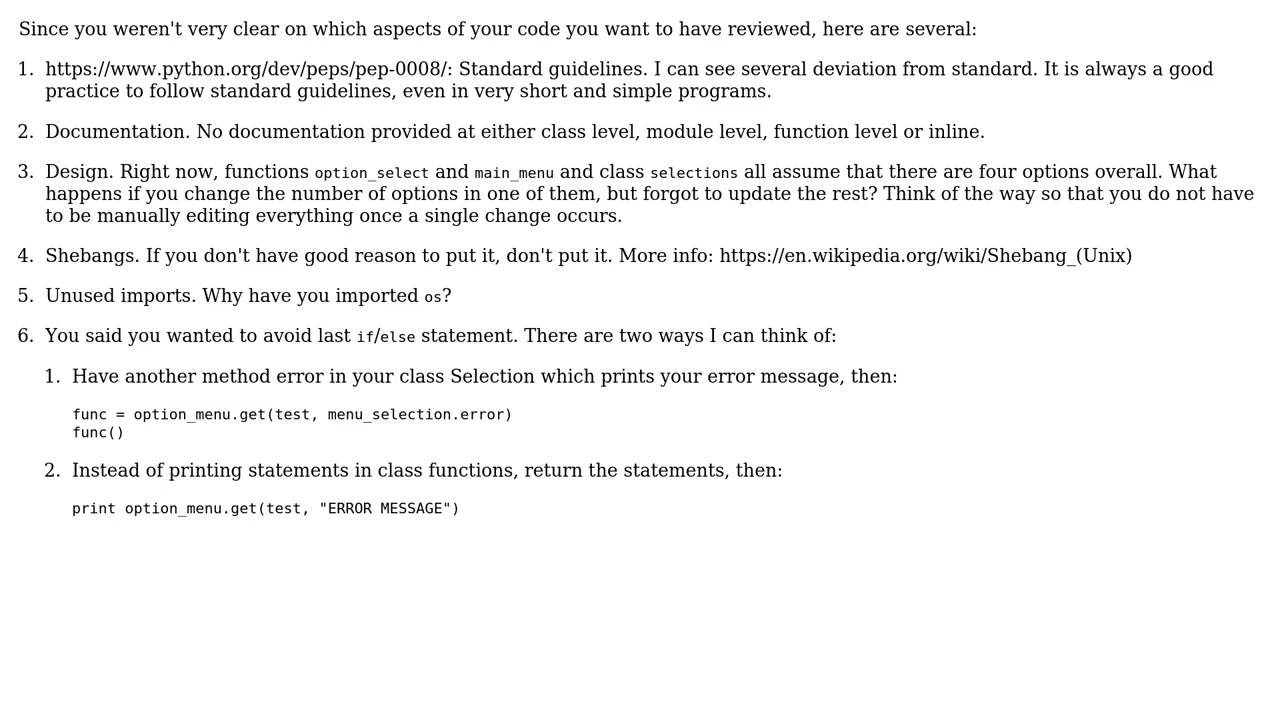 Since you weren't very clear on which aspects of your code you want to have reviewed, here are several:
1. https://www.python.org/dev/peps/pep-0008/: Standard guidelines. I can see several deviation from standard. It is always a good
practice to follow standard guidelines, even in very short and simple programs.
2. Documentation. No documentation provided at either class level, module level, function level or inline.
3. Design. Right now, functions option_select and main_menu and class selections all assume that there are four options overall. What
happens if you change the number of options in one of them, but forgot to update the rest? Think of the way so that you do not have
to be manually editing everything once a single change occurs.
4. Shebangs. If you don't have good reason to put it, don't put it. More info: https://en.wikipedia.org/wiki/Shebang_(Unix)
5. Unused imports. Why have you imported os?
6. You said you wanted to avoid last if/else statement. There are two ways I can think of:
1. Have another method error in your class Selection which prints your error message, then:
func = option_menu.get(test, menu_selection.error)
func()
2. Instead of printing statements in class functions, return the statements, then:
print option_menu.get(test, "ERROR MESSAGE")